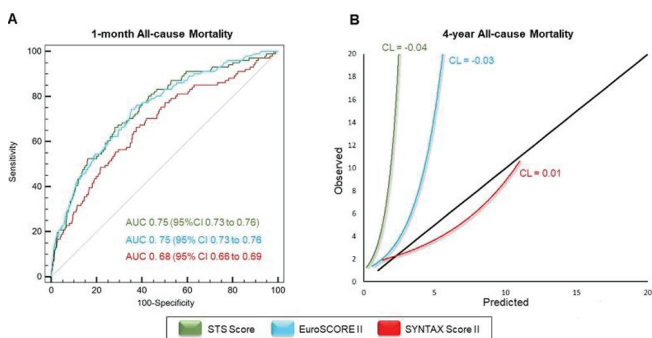 A
1-month All-cause Mortality
100
80
60
40
20
0
Sensitivity
AUC 0.75 (95%CI 0.73 to 0.76)
AUC 0.75 (95% CI 0.73 to 0.76
AUC 0. 68 (95% CI 0.66 to 0.69)
0
20
40
60
80
100
100-Specificity
B
4-year All-cause Mortality
CL = -0.04
CL = -0.03
CL = 0.01
20
18
16
14
12
10
8
6
4
2
0
Observed
0
5
10
15
20
Predicted
STS Score
EuroSCORE II
SYNTAX Score II